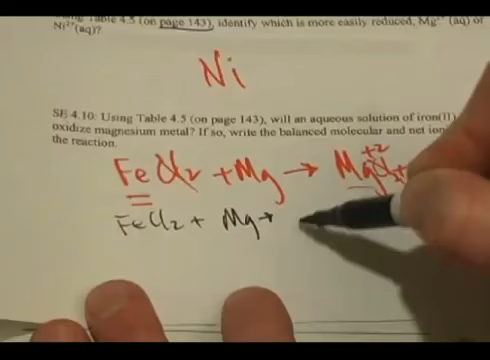 Table 4.5 (on page 143), identify which is more easily reduced, Mg²⁺ (aq) or
Ni²⁺(aq)?
Ni
SE 4.10: Using Table 4.5 (on page 143), will an aqueous solution of iron(II)
oxidize magnesium metal? If so, write the balanced molecular and net ion
the reaction.
+2
FeCl2 + Mg → MgCl2 +
FeCl2 + Mg →